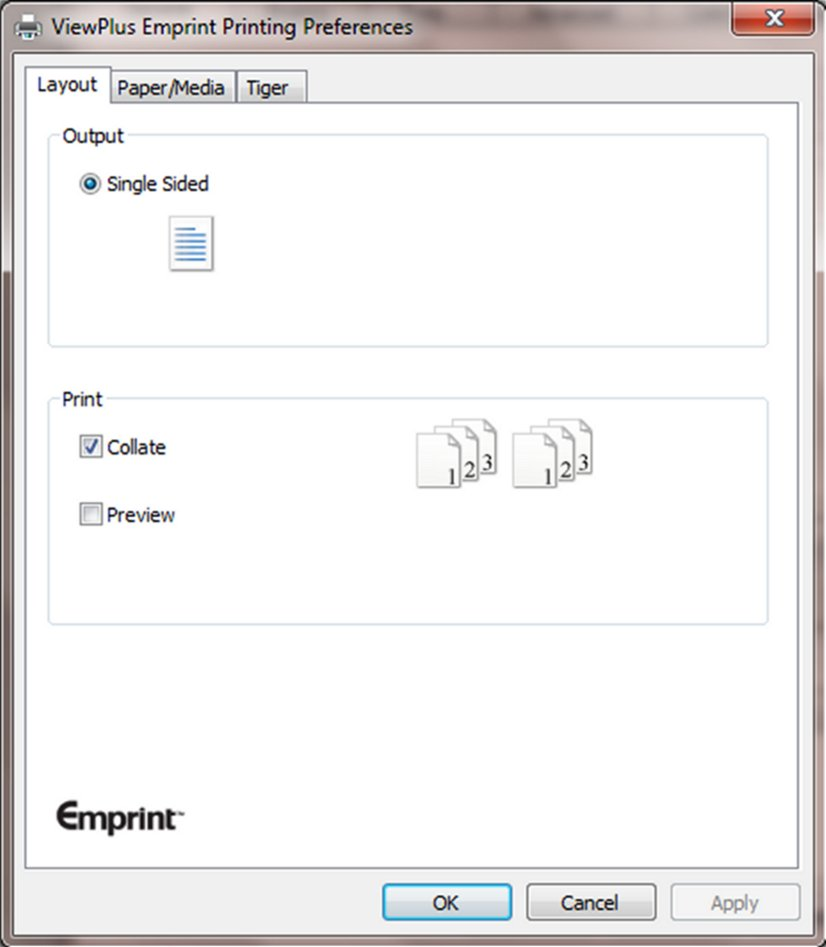 ViewPlus Emprint Printing Preferences
Layout Paper/Media Tiger
Output
Single Sided
Print
Collate
1 2 3 1 2 3
Preview
Emprint™
OK Cancel Apply